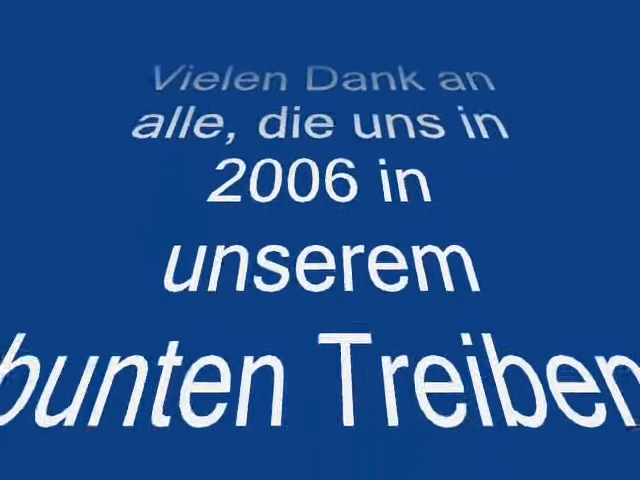 Vielen Dank an
alle, die uns in
2006 in
unserem
bunten Treiben